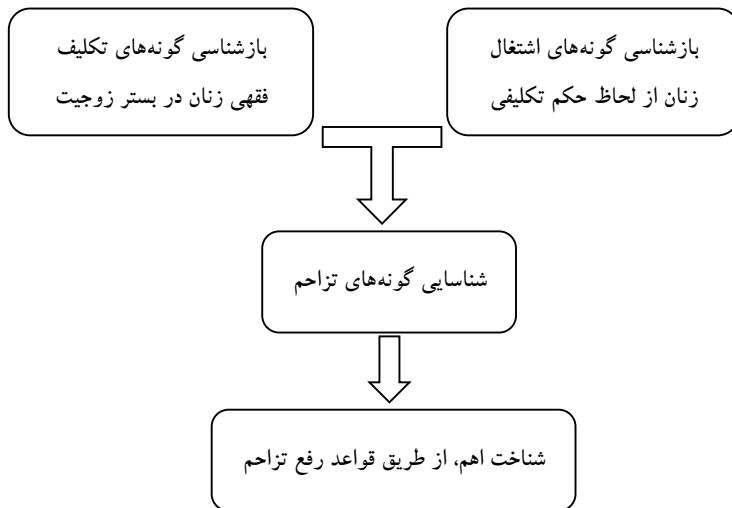 بازشناسی گونه‌های اشتغال
زنان از لحاظ حکم تکلیفی
بازشناسی گونه‌های تکلیف
فقهی زنان در بستر زوجیت
شناسایی گونه‌های تزاحم
شناخت اهم، از طریق قواعد رفع تزاحم